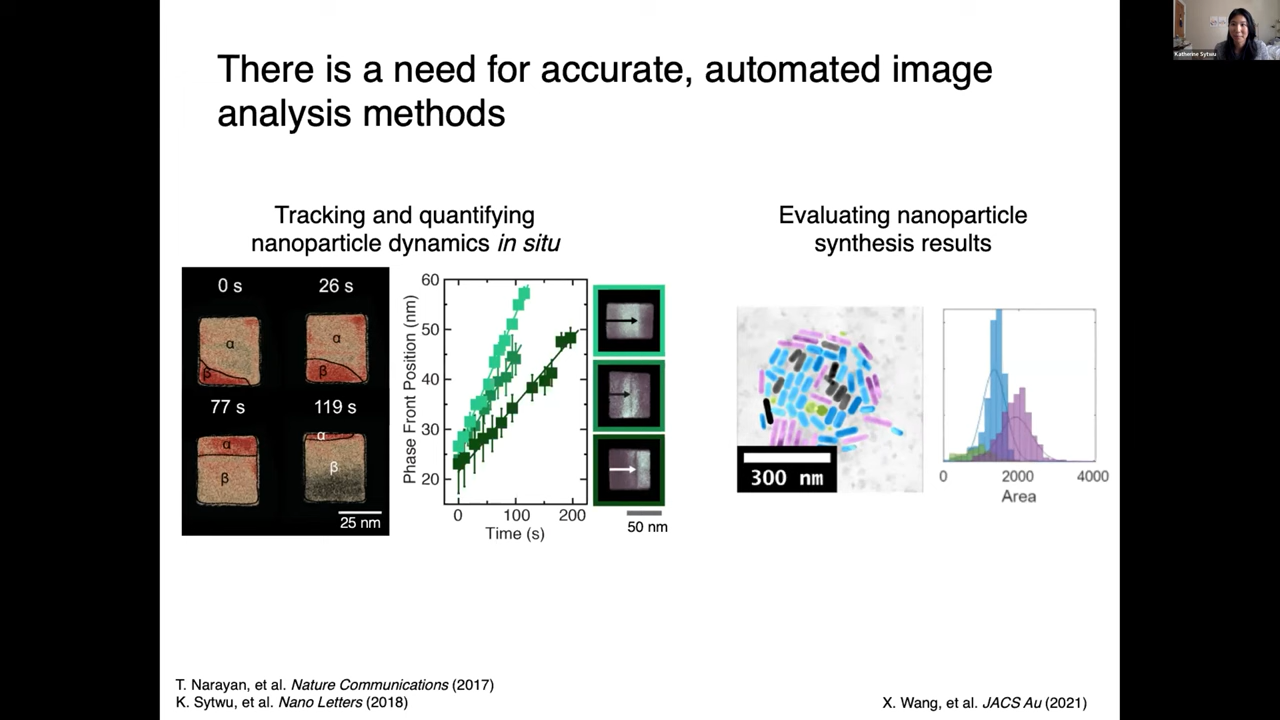 Katherine Sytwu
There is a need for accurate, automated image
analysis methods
Tracking and quantifying
nanoparticle dynamics in situ
0 s
26 s
α
α
β
β
77 s
119 s
α
α
β
β
25 nm
Phase Front Position (nm)
60
50
40
30
20
0
100
200
Time (s)
50 nm
Evaluating nanoparticle
synthesis results
300 nm
0
2000
4000
Area
T. Narayan, et al. Nature Communications (2017)
K. Sytwu, et al. Nano Letters (2018)
X. Wang, et al. JACS Au (2021)